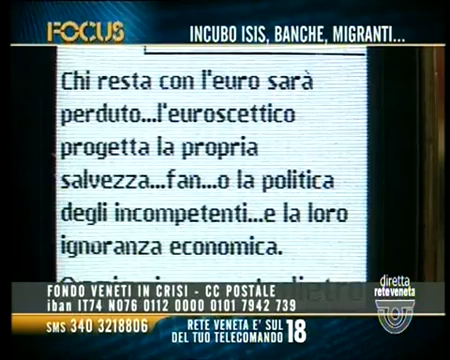 FOCUS
INCUBO ISIS, BANCHE, MIGRANTI...
Chi resta con l'euro sarà
perduto...l'euroscettico
progetta la propria
salvezza...fan...o la politica
degli incompetenti...e la loro
ignoranza economica.
dietro
FONDO VENETI IN CRISI - CC POSTALE
iban IT74 N076 0112 0000 0101 7942 739
diretta
reteveneta
SMS 340 3218806
RETE VENETA E' SUL
DEL TUO TELECOMANDO 18